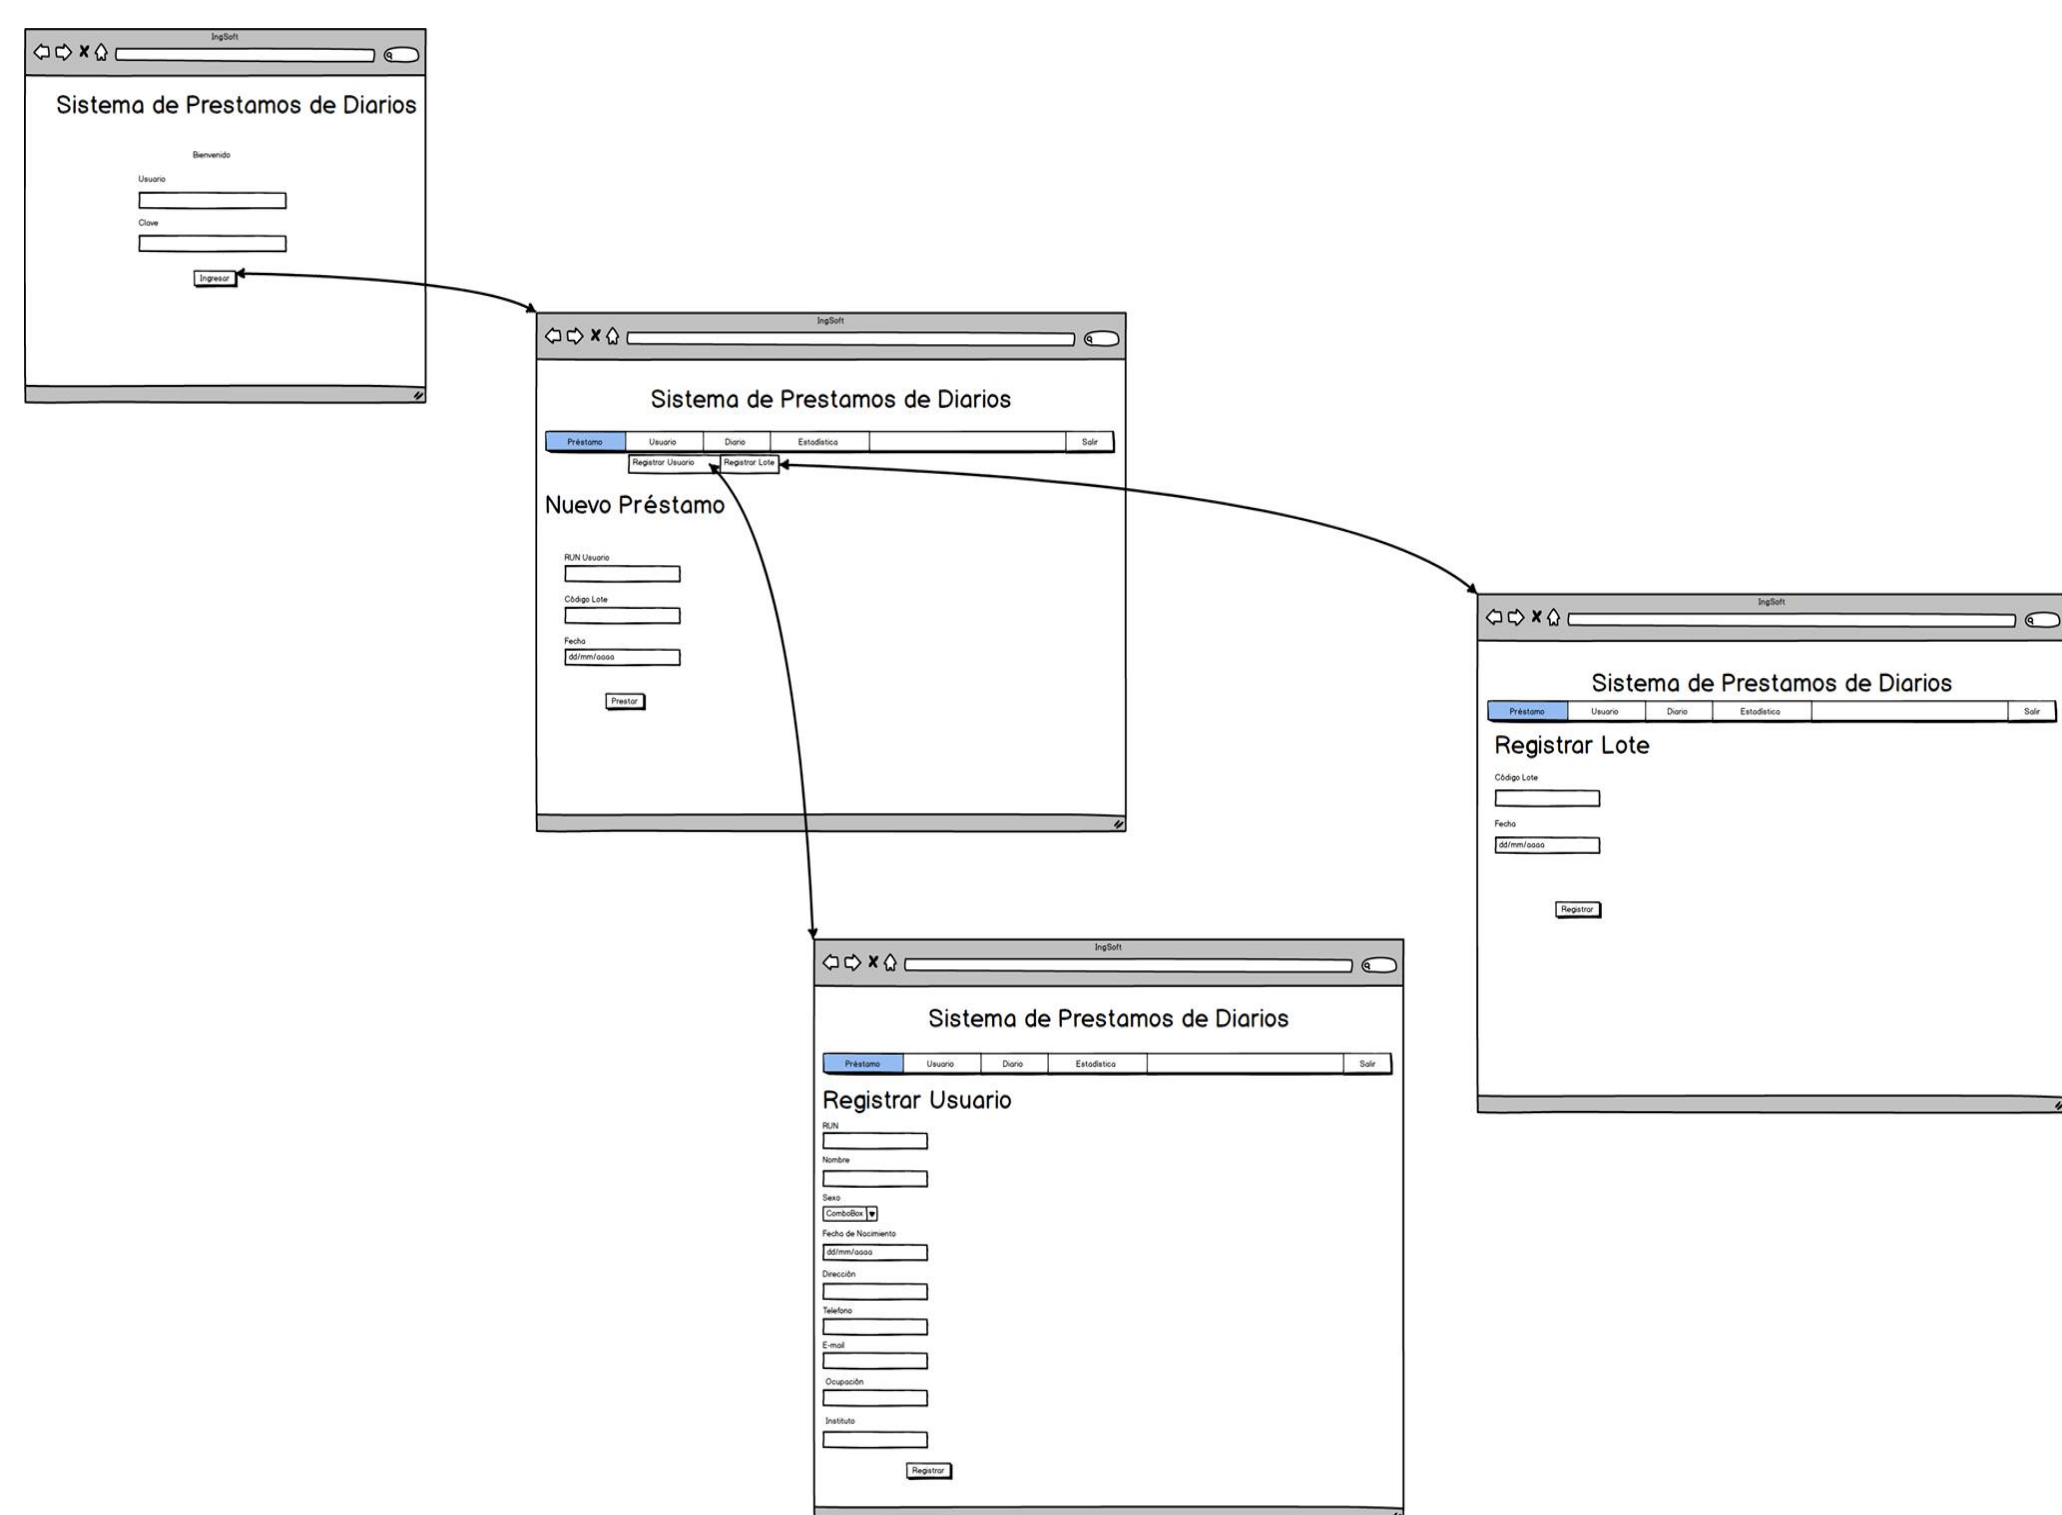 IngSoft
Sistema de Prestamos de Diarios
Bienvenido
Usuario
Clave
Ingresar
IngSoft
Sistema de Prestamos de Diarios
Préstamo Usuario Diario Estadística Salir
Registrar Usuario Registrar Lote
Nuevo Préstamo
RUN Usuario
Código Lote
Fecha
dd/mm/aaaa
Prestar
IngSoft
Sistema de Prestamos de Diarios
Préstamo Usuario Diario Estadística Salir
Registrar Lote
Código Lote
Fecha
dd/mm/aaaa
Registrar
IngSoft
Sistema de Prestamos de Diarios
Préstamo Usuario Diario Estadística Salir
Registrar Usuario
RUN
Nombre
Sexo
ComboBox
Fecha de Nacimiento
dd/mm/aaaa
Dirección
Telefono
E-mail
Ocupación
Instituto
Registrar